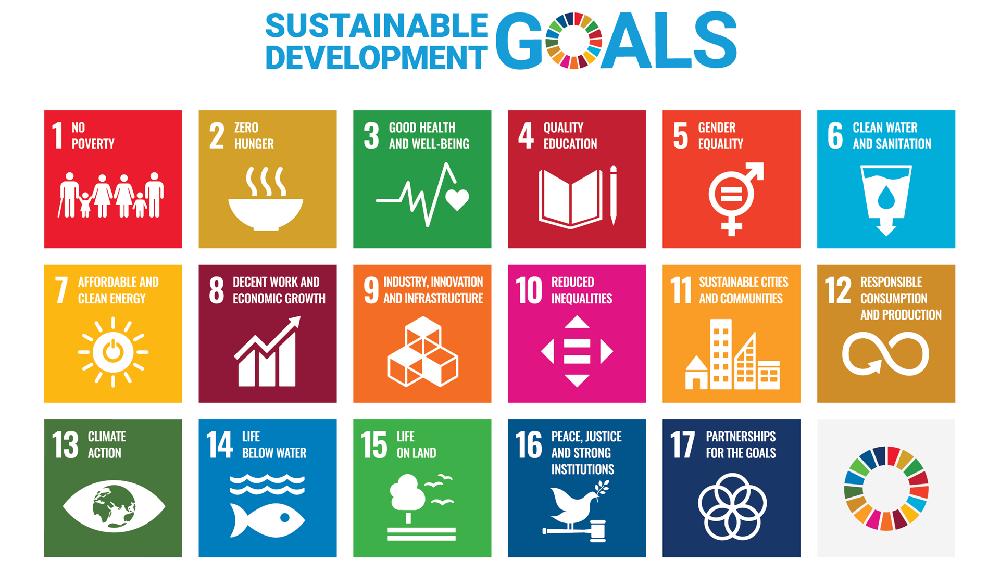 SUSTAINABLE
DEVELOPMENT
GOALS
1 NO
POVERTY
2 ZERO
HUNGER
3 GOOD HEALTH
AND WELL-BEING
4 QUALITY
EDUCATION
5 GENDER
EQUALITY
6 CLEAN WATER
AND SANITATION
7 AFFORDABLE AND
CLEAN ENERGY
8 DECENT WORK AND
ECONOMIC GROWTH
9 INDUSTRY, INNOVATION
AND INFRASTRUCTURE
10 REDUCED
INEQUALITIES
11 SUSTAINABLE CITIES
AND COMMUNITIES
12 RESPONSIBLE
CONSUMPTION
AND PRODUCTION
13 CLIMATE
ACTION
14 LIFE
BELOW WATER
15 LIFE
ON LAND
16 PEACE, JUSTICE
AND STRONG
INSTITUTIONS
17 PARTNERSHIPS
FOR THE GOALS